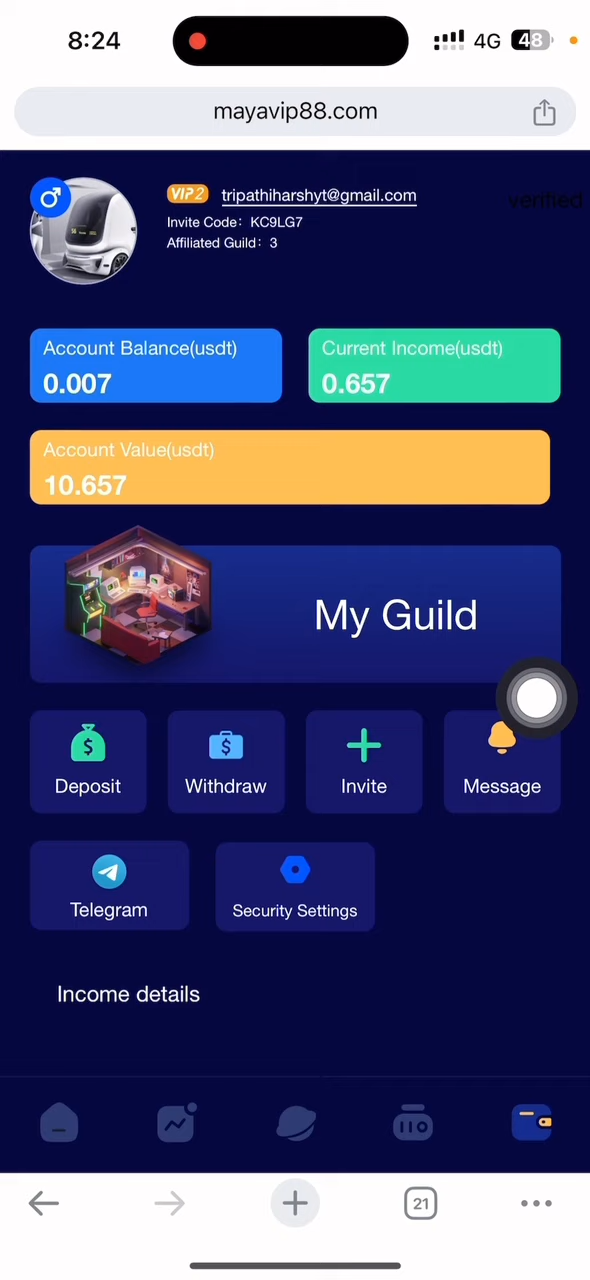 8:24
4G 48
mayavip88.com
VIP2 tripathiharshyt@gmail.com
verified
Invite Code: KC9LG7
Affiliated Guild: 3
Account Balance(usdt)
0.007
Current Income(usdt)
0.657
Account Value(usdt)
10.657
My Guild
Deposit
Withdraw
Invite
Message
Telegram
Security Settings
Income details
21